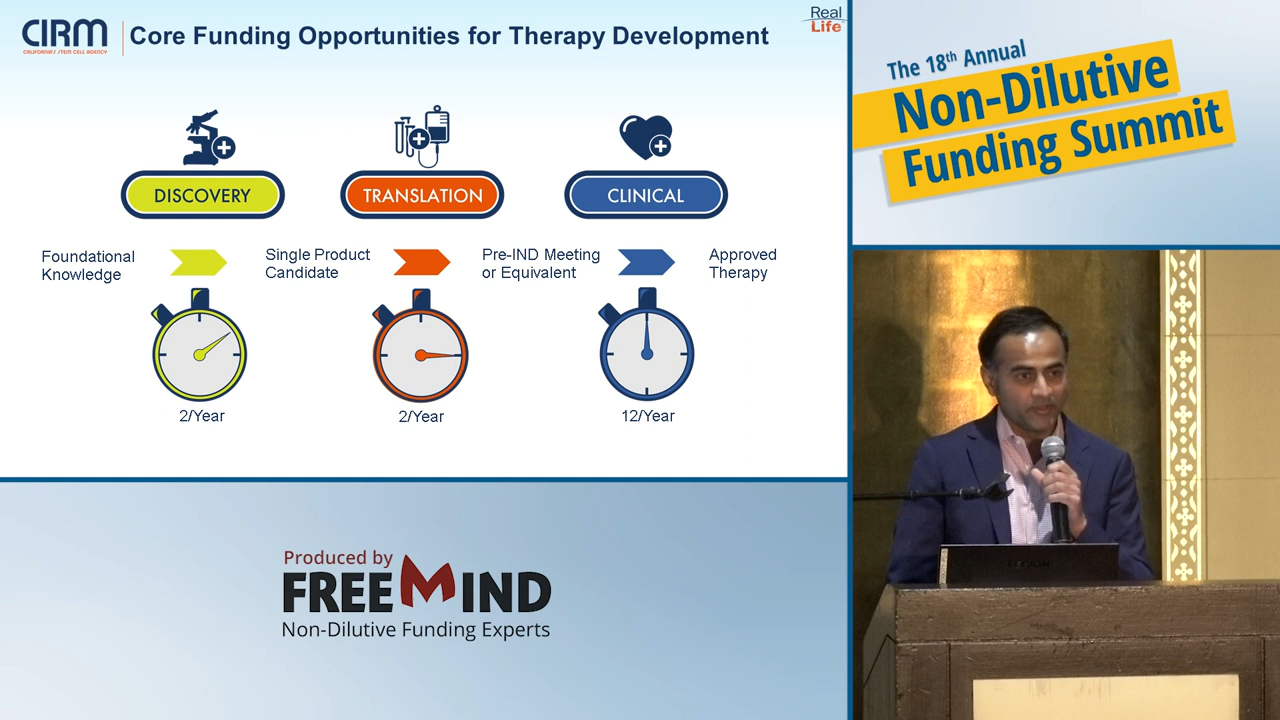 CIRM
CALIFORNIA'S STEM CELL AGENCY
Core Funding Opportunities for Therapy Development
Real
Life
The 18th Annual
Non-Dilutive
Funding Summit
DISCOVERY
TRANSLATION
CLINICAL
Foundational
Knowledge
Single Product
Candidate
Pre-IND Meeting
or Equivalent
Approved
Therapy
2/Year
2/Year
12/Year
Produced by
FREEMIND
Non-Dilutive Funding Experts